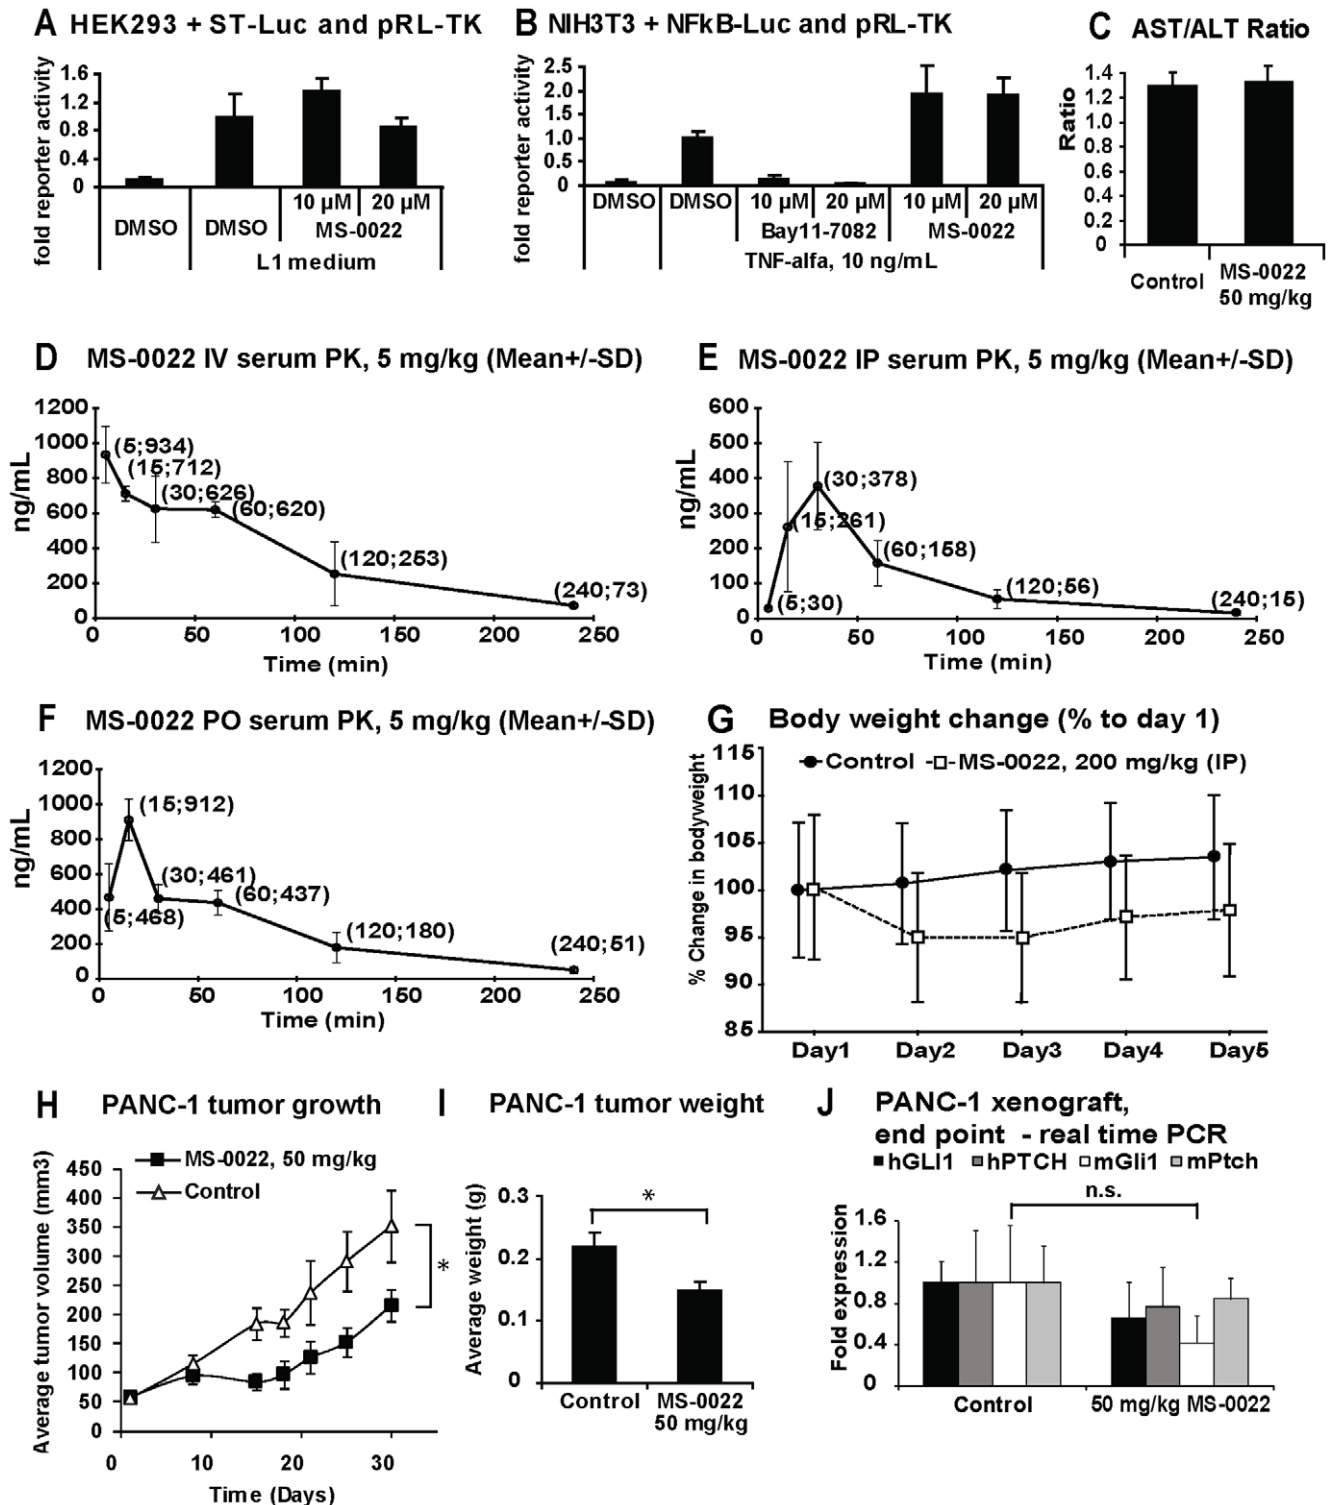 A HEK293 + ST-Luc and pRL-TK
fold reporter activity
1.6
1.2
0.8
0.4
0
DMSO
DMSO
10 µM
20 µM
MS-0022
L1 medium
B NIH3T3 + NFkB-Luc and pRL-TK
fold reporter activity
2.5
2.0
1.5
1.0
0.5
0
DMSO
DMSO
10 µM
20 µM
10 µM
20 µM
Bay11-7082
MS-0022
TNF-alfa, 10 ng/mL
C AST/ALT Ratio
Ratio
1.4
1.2
1.0
0.8
0.6
0.4
1.2
0
Control
MS-0022
50 mg/kg
D MS-0022 IV serum PK, 5 mg/kg (Mean+/-SD)
ng/mL
1200
1000
800
600
400
200
0
(5;934)
(15;712)
(30;626)
(60;620)
(120;253)
(240;73)
0 50 100 150 200 250
Time (min)
E MS-0022 IP serum PK, 5 mg/kg (Mean+/-SD)
ng/mL
600
500
400
300
200
100
0
(30;378)
(15;261)
(60;158)
(5;30)
(120;56)
(240;15)
0 50 100 150 200 250
Time (min)
F MS-0022 PO serum PK, 5 mg/kg (Mean+/-SD)
ng/mL
1200
1000
800
600
400
200
0
(15;912)
(30;461)
(60;437)
(5;468)
(120;180)
(240;51)
0 50 100 150 200 250
Time (min)
G Body weight change (% to day 1)
Control MS-0022, 200 mg/kg (IP)
% Change in bodyweight
115
110
105
100
95
90
85
Day1 Day2 Day3 Day4 Day5
H PANC-1 tumor growth
MS-0022, 50 mg/kg
Control
Average tumor volume (mm3)
450
400
350
300
250
200
150
100
50
0
*
0 10 20 30
Time (Days)
I PANC-1 tumor weight
Average weight (g)
0.3
0.2
0.1
0
*
Control
MS-0022
50 mg/kg
J PANC-1 xenograft,
end point - real time PCR
hGLI1 hPTCH mGli1 mPtch
n.s.
Fold expression
1.6
1.2
0.8
0.4
0
Control
50 mg/kg MS-0022